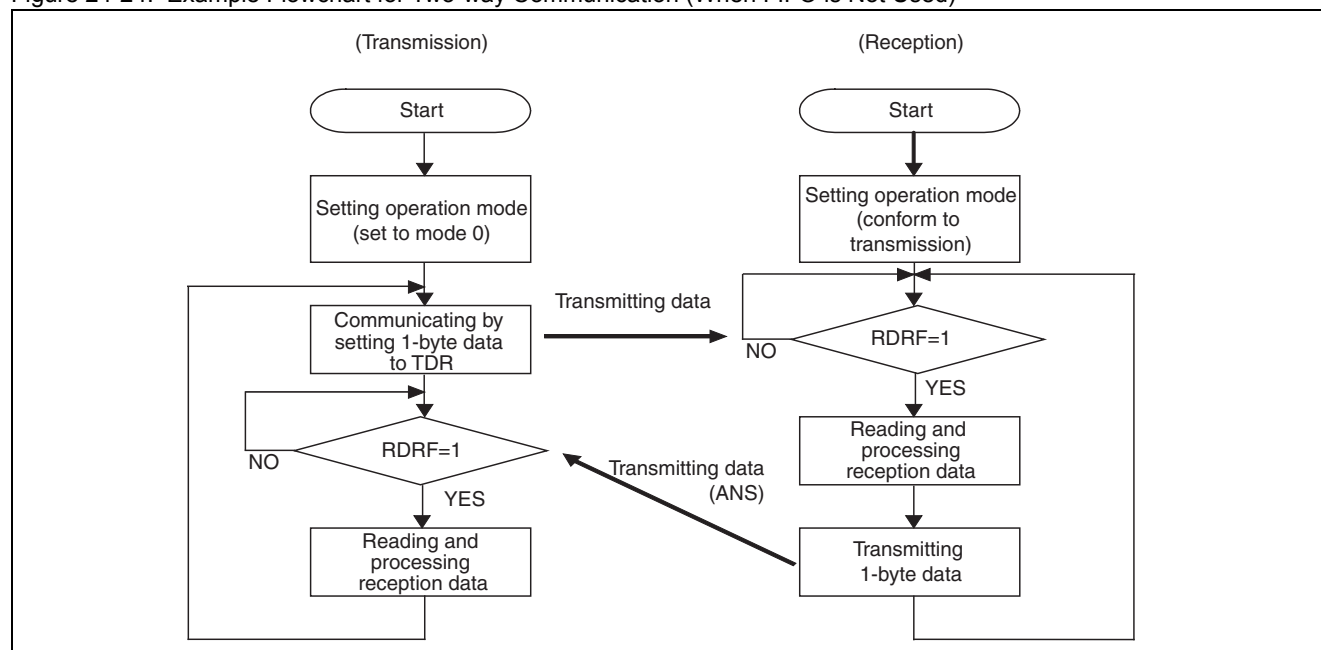 Figure 24-24. Example Flowchart for Two-way Communication (When FIFO is Not Used)
(Transmission)
Start
Setting operation mode
(set to mode 0)
Communicating by
setting 1-byte data
to TDR
RDRF=1
NO
YES
Reading and
processing
reception data
Transmitting data
Transmitting data
(ANS)
(Reception)
Start
Setting operation mode
(conform to
transmission)
RDRF=1
NO
YES
Reading and
processing
reception data
Transmitting
1-byte data